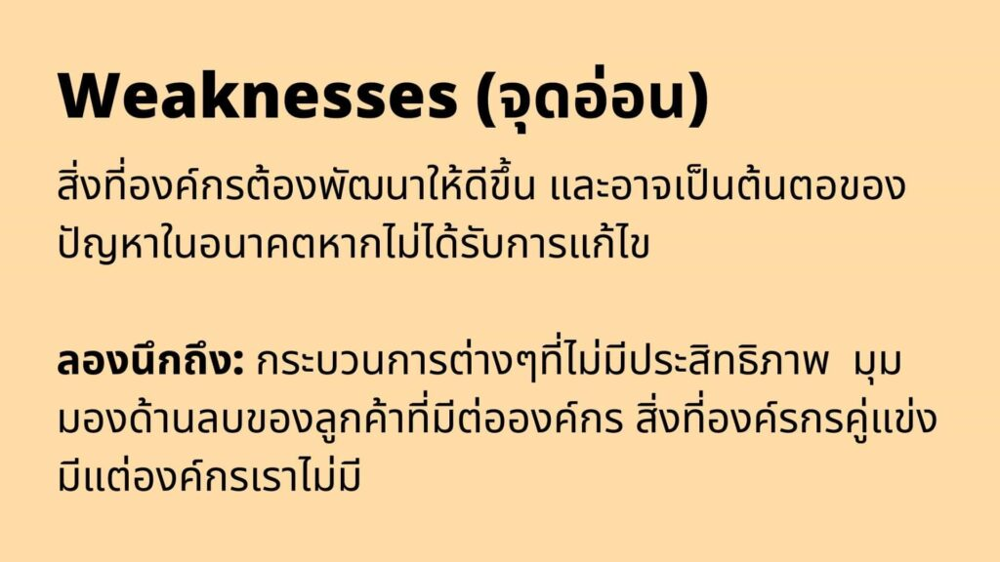 Weaknesses (จุดอ่อน)
สิ่งที่องค์กรต้องพัฒนาให้ดีขึ้น และอาจเป็นต้นตอของ
ปัญหาในอนาคตหากไม่ได้รับการแก้ไข
ลองนึกถึง: กระบวนการต่างๆที่ไม่มีประสิทธิภาพ  มุม
มองด้านลบของลูกค้าที่มีต่อองค์กร สิ่งที่องค์รกรคู่แข่ง
มีแต่องค์กรเราไม่มี